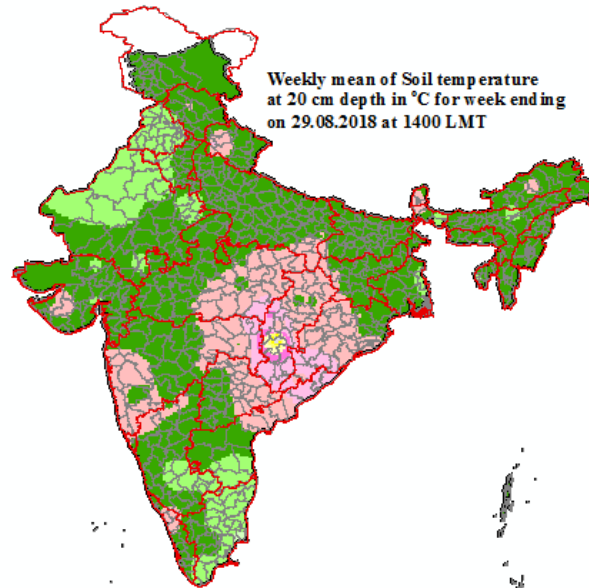 Weekly mean of Soil temperature
at 20 cm depth in °C for week ending
on 29.08.2018 at 1400 LMT